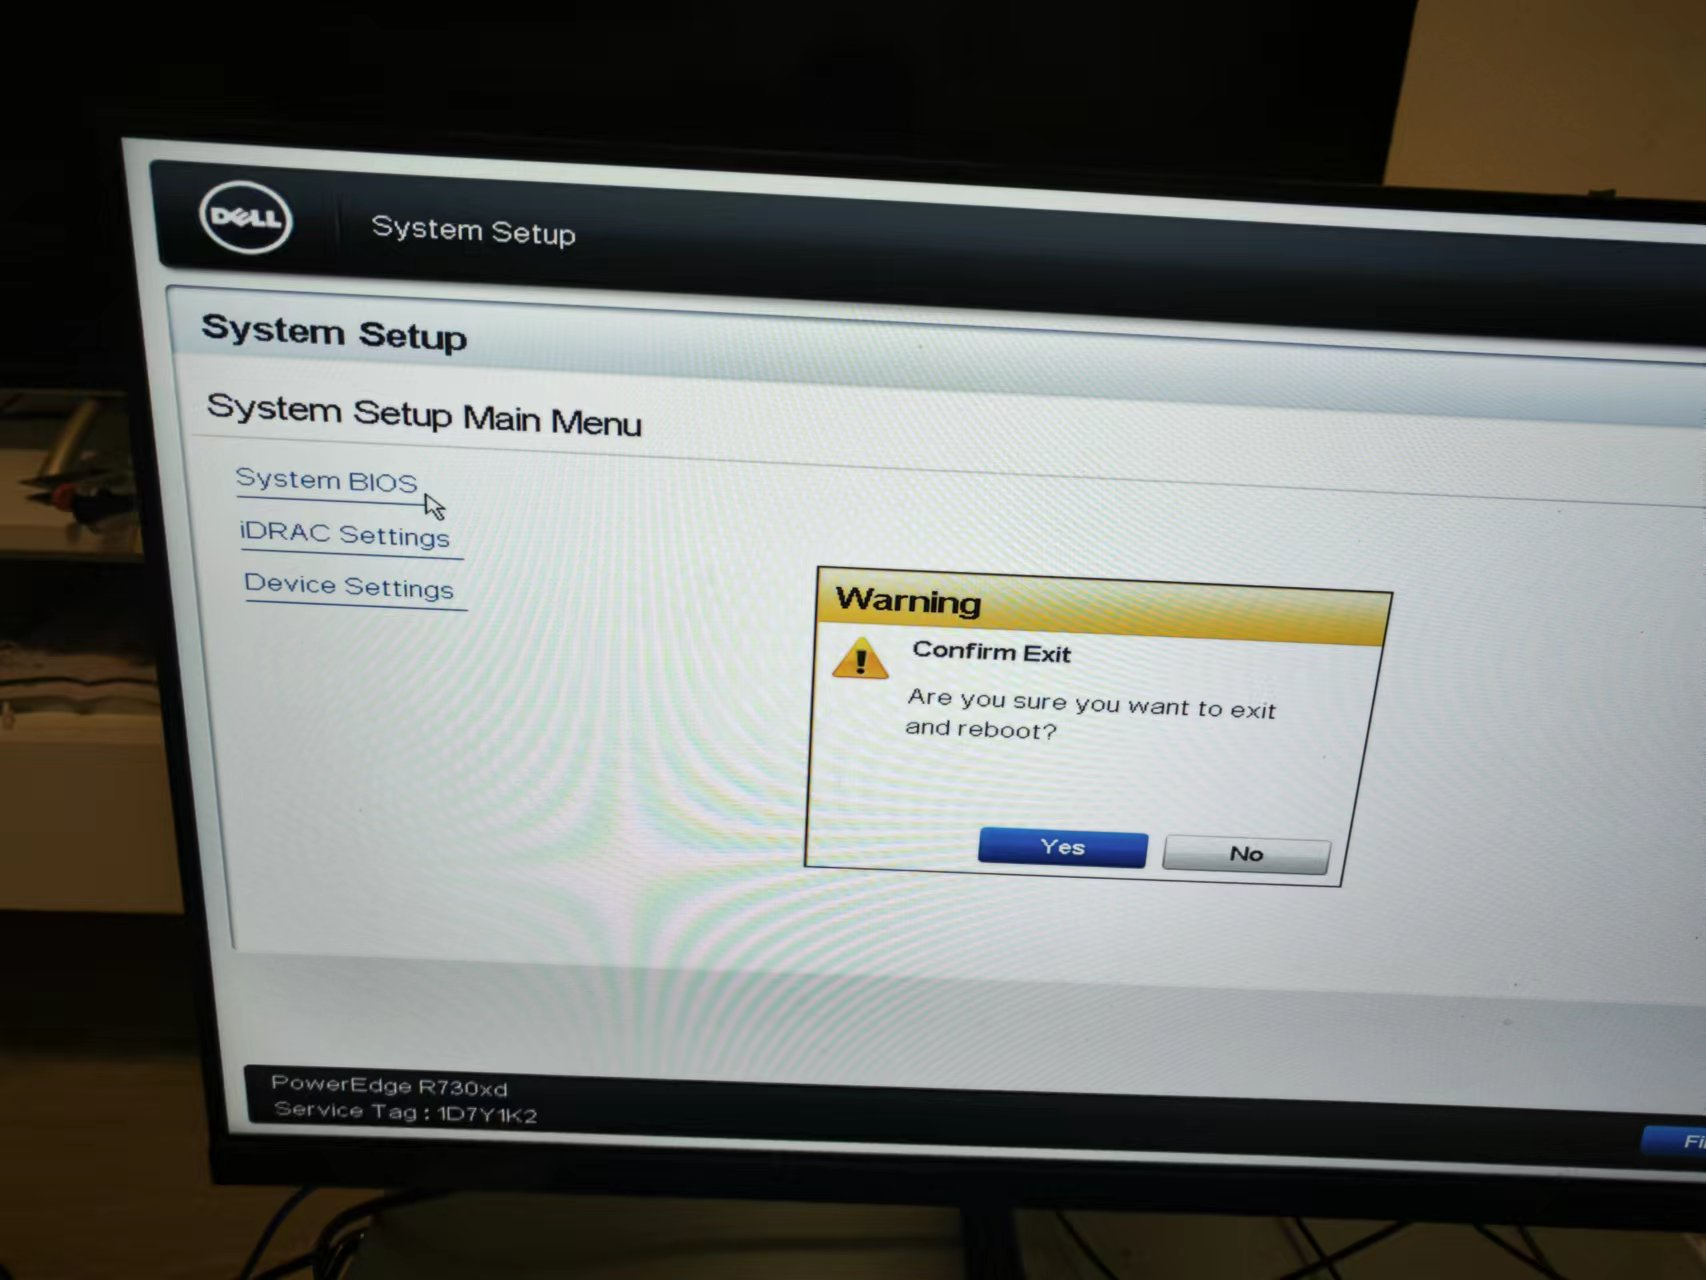 DELL
System Setup
System Setup
System Setup Main Menu
System BIOS
iDRAC Settings
Device Settings
Warning
Confirm Exit
Are you sure you want to exit
and reboot?
Yes
No
PowerEdge R730xd
Service Tag : 1D7Y1K2